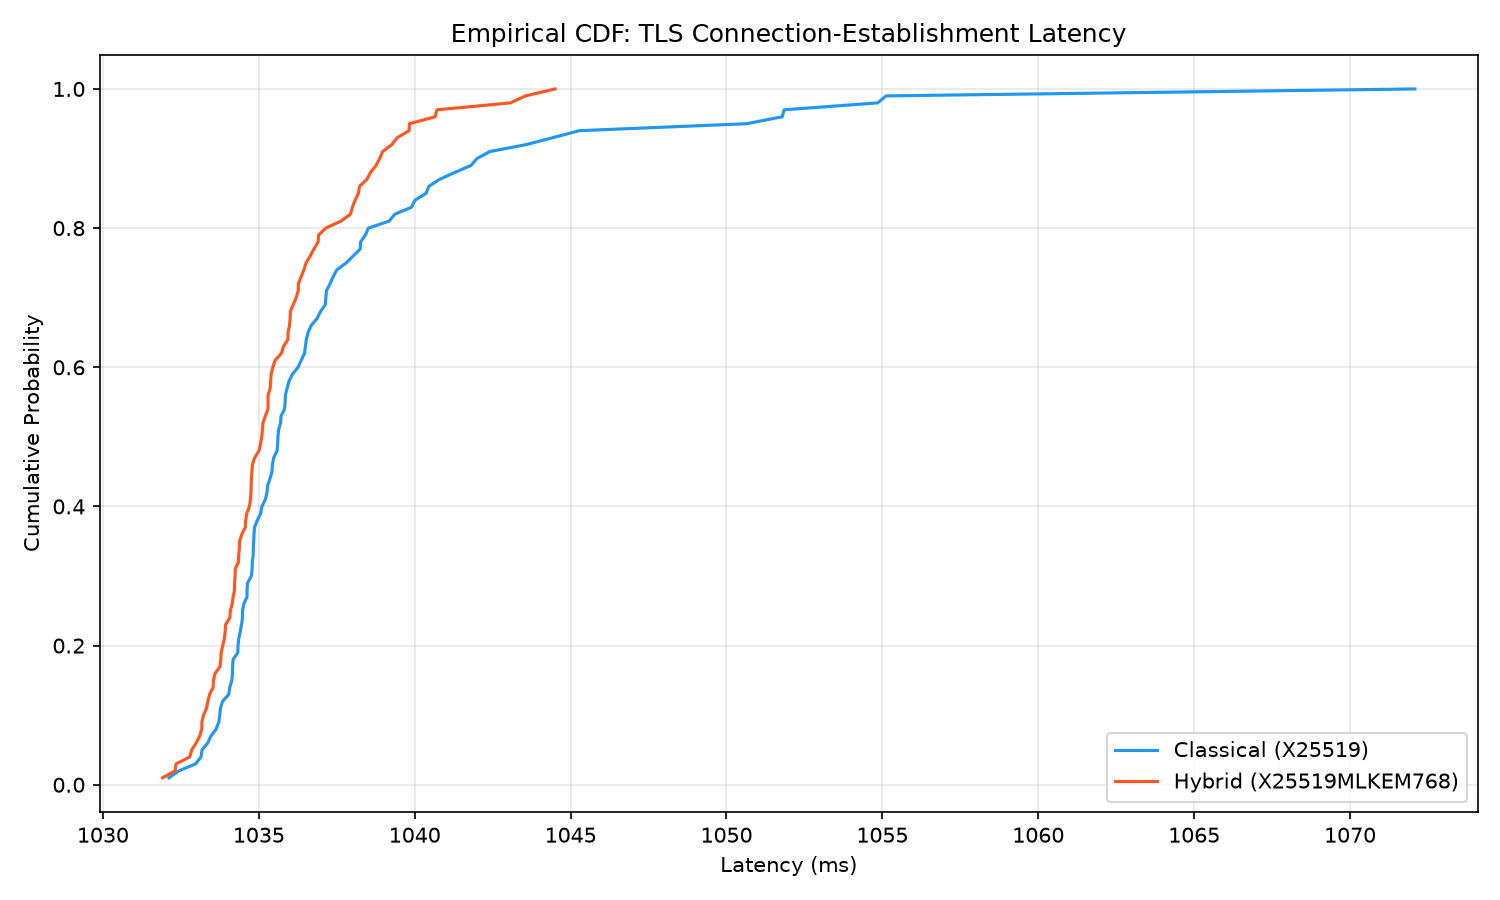 Empirical CDF: TLS Connection-Establishment Latency
Cumulative Probability
1.0
0.8
0.6
0.4
0.2
0.0
1030 1035 1040 1045 1050 1055 1060 1065 1070
Latency (ms)
Classical (X25519)
Hybrid (X25519MLKEM768)